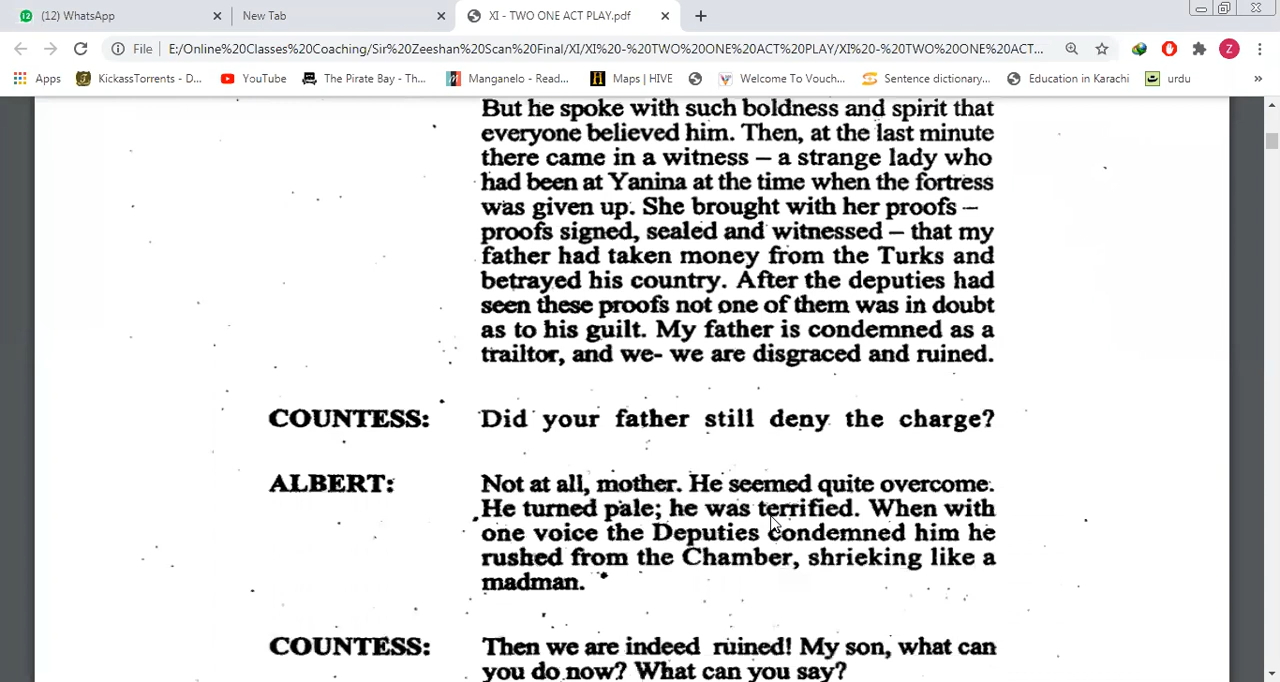 (12) WhatsApp
New Tab
XI - TWO ONE ACT PLAY.pdf
File
E:/Online%20Classes%20Coaching/Sir%20Zeeshan%20Scan%20Final/XI/XI%20-%20TWO%20ONE%20ACT%20PLAY/XI%20-%20TWO%20ONE%20ACT...
Z
Apps
KickassTorrents - D...
YouTube
The Pirate Bay - Th...
Manganelo - Read...
Maps | HIVE
Welcome To Vouch...
Sentence dictionary...
Education in Karachi
urdu
»
But he spoke with such boldness and spirit that
everyone believed him. Then, at the last minute
there came in a witness – a strange lady who
had been at Yanina at the time when the fortress
was given up. She brought with her proofs –
proofs signed, sealed and witnessed – that my
father had taken money from the Turks and
betrayed his country. After the deputies had
seen these proofs not one of them was in doubt
as to his guilt. My father is condemned as a
trailtor, and we- we are disgraced and ruined.
COUNTESS: Did your father still deny the charge?
ALBERT: Not at all, mother. He seemed quite overcome.
He turned pale; he was terrified. When with
one voice the Deputies condemned him he
rushed from the Chamber, shrieking like a
madman.
COUNTESS: Then we are indeed ruined! My son, what can
you do now? What can you say?